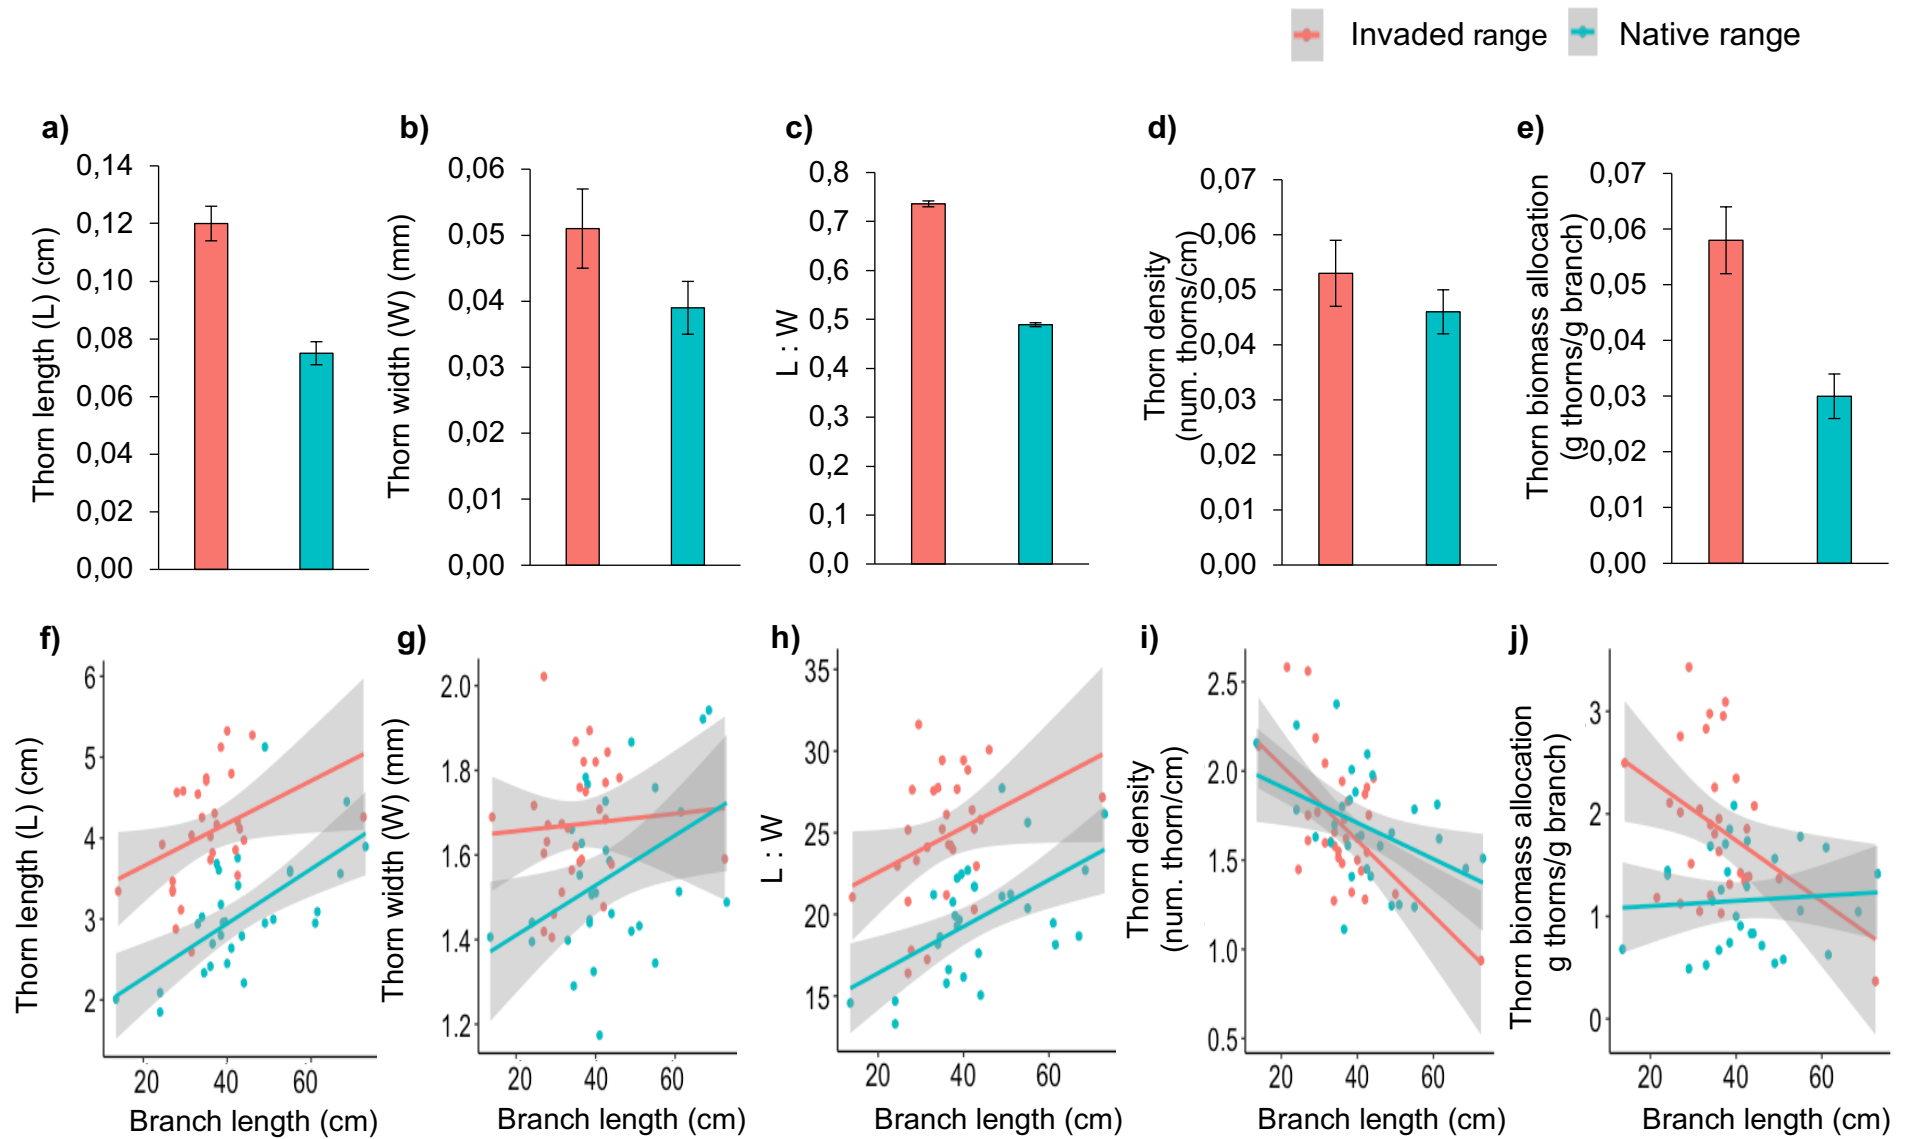 Invaded range Native range
a) b) c) d) e)
Thorn length (L) (cm)
0,14
0,12
0,10
0,08
0,06
0,04
0,02
0,00
Thorn width (W) (mm)
0,06
0,05
0,04
0,03
0,02
0,01
0,00
L : W
0,8
0,7
0,6
0,5
0,4
0,3
0,2
0,1
0,0
Thorn density
(num. thorns/cm)
0,07
0,06
0,05
0,04
0,03
0,02
0,01
0,00
Thorn biomass allocation
(g thorns/g branch)
0,07
0,06
0,05
0,04
0,03
0,02
0,01
0,00
f) g) h) i) j)
Thorn length (L) (cm)
6
5
4
3
2
20 40 60
Branch length (cm)
Thorn width (W) (mm)
2.0
1.8
1.6
1.4
1.2
20 40 60
Branch length (cm)
L : W
35
30
25
20
15
20 40 60
Branch length (cm)
Thorn density
(num. thorn/cm)
2.5
2.0
1.5
1.0
0.5
20 40 60
Branch length (cm)
Thorn biomass allocation
g thorns/g branch)
3
2
1
0
20 40 60
Branch length (cm)